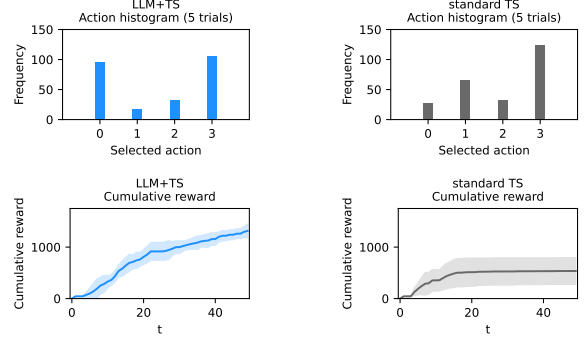 LLM+TS
Action histogram (5 trials)
150
100
50
0
Frequency
0 1 2 3
Selected action
standard TS
Action histogram (5 trials)
150
100
50
0
Frequency
0 1 2 3
Selected action
LLM+TS
Cumulative reward
1000
0
Cumulative reward
0 20 40
t
standard TS
Cumulative reward
1000
0
Cumulative reward
0 20 40
t